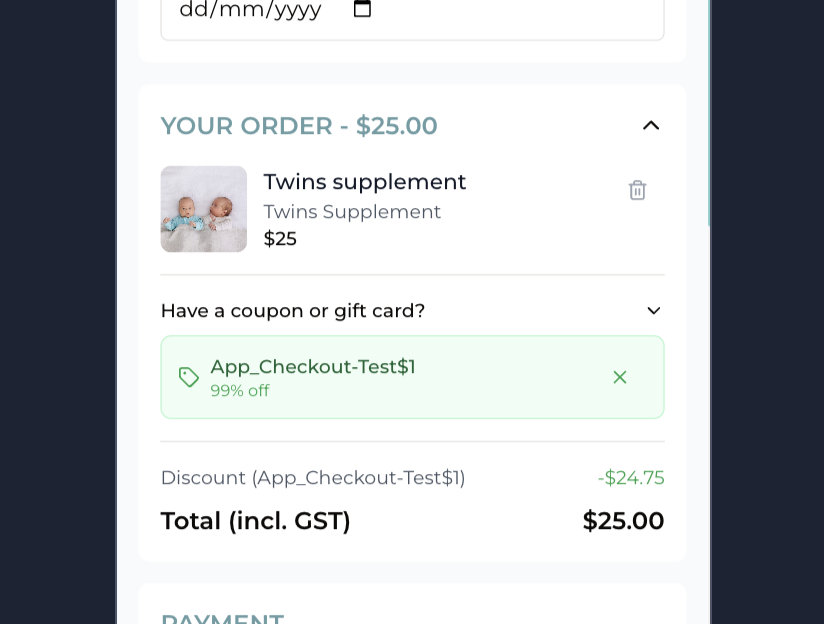 dd/mm/yyyy
YOUR ORDER - $25.00
Twins supplement
Twins Supplement
$25
Have a coupon or gift card?
App_Checkout-Test$1
99% off
Discount (App_Checkout-Test$1) -$24.75
Total (incl. GST) $25.00
PAYMENT